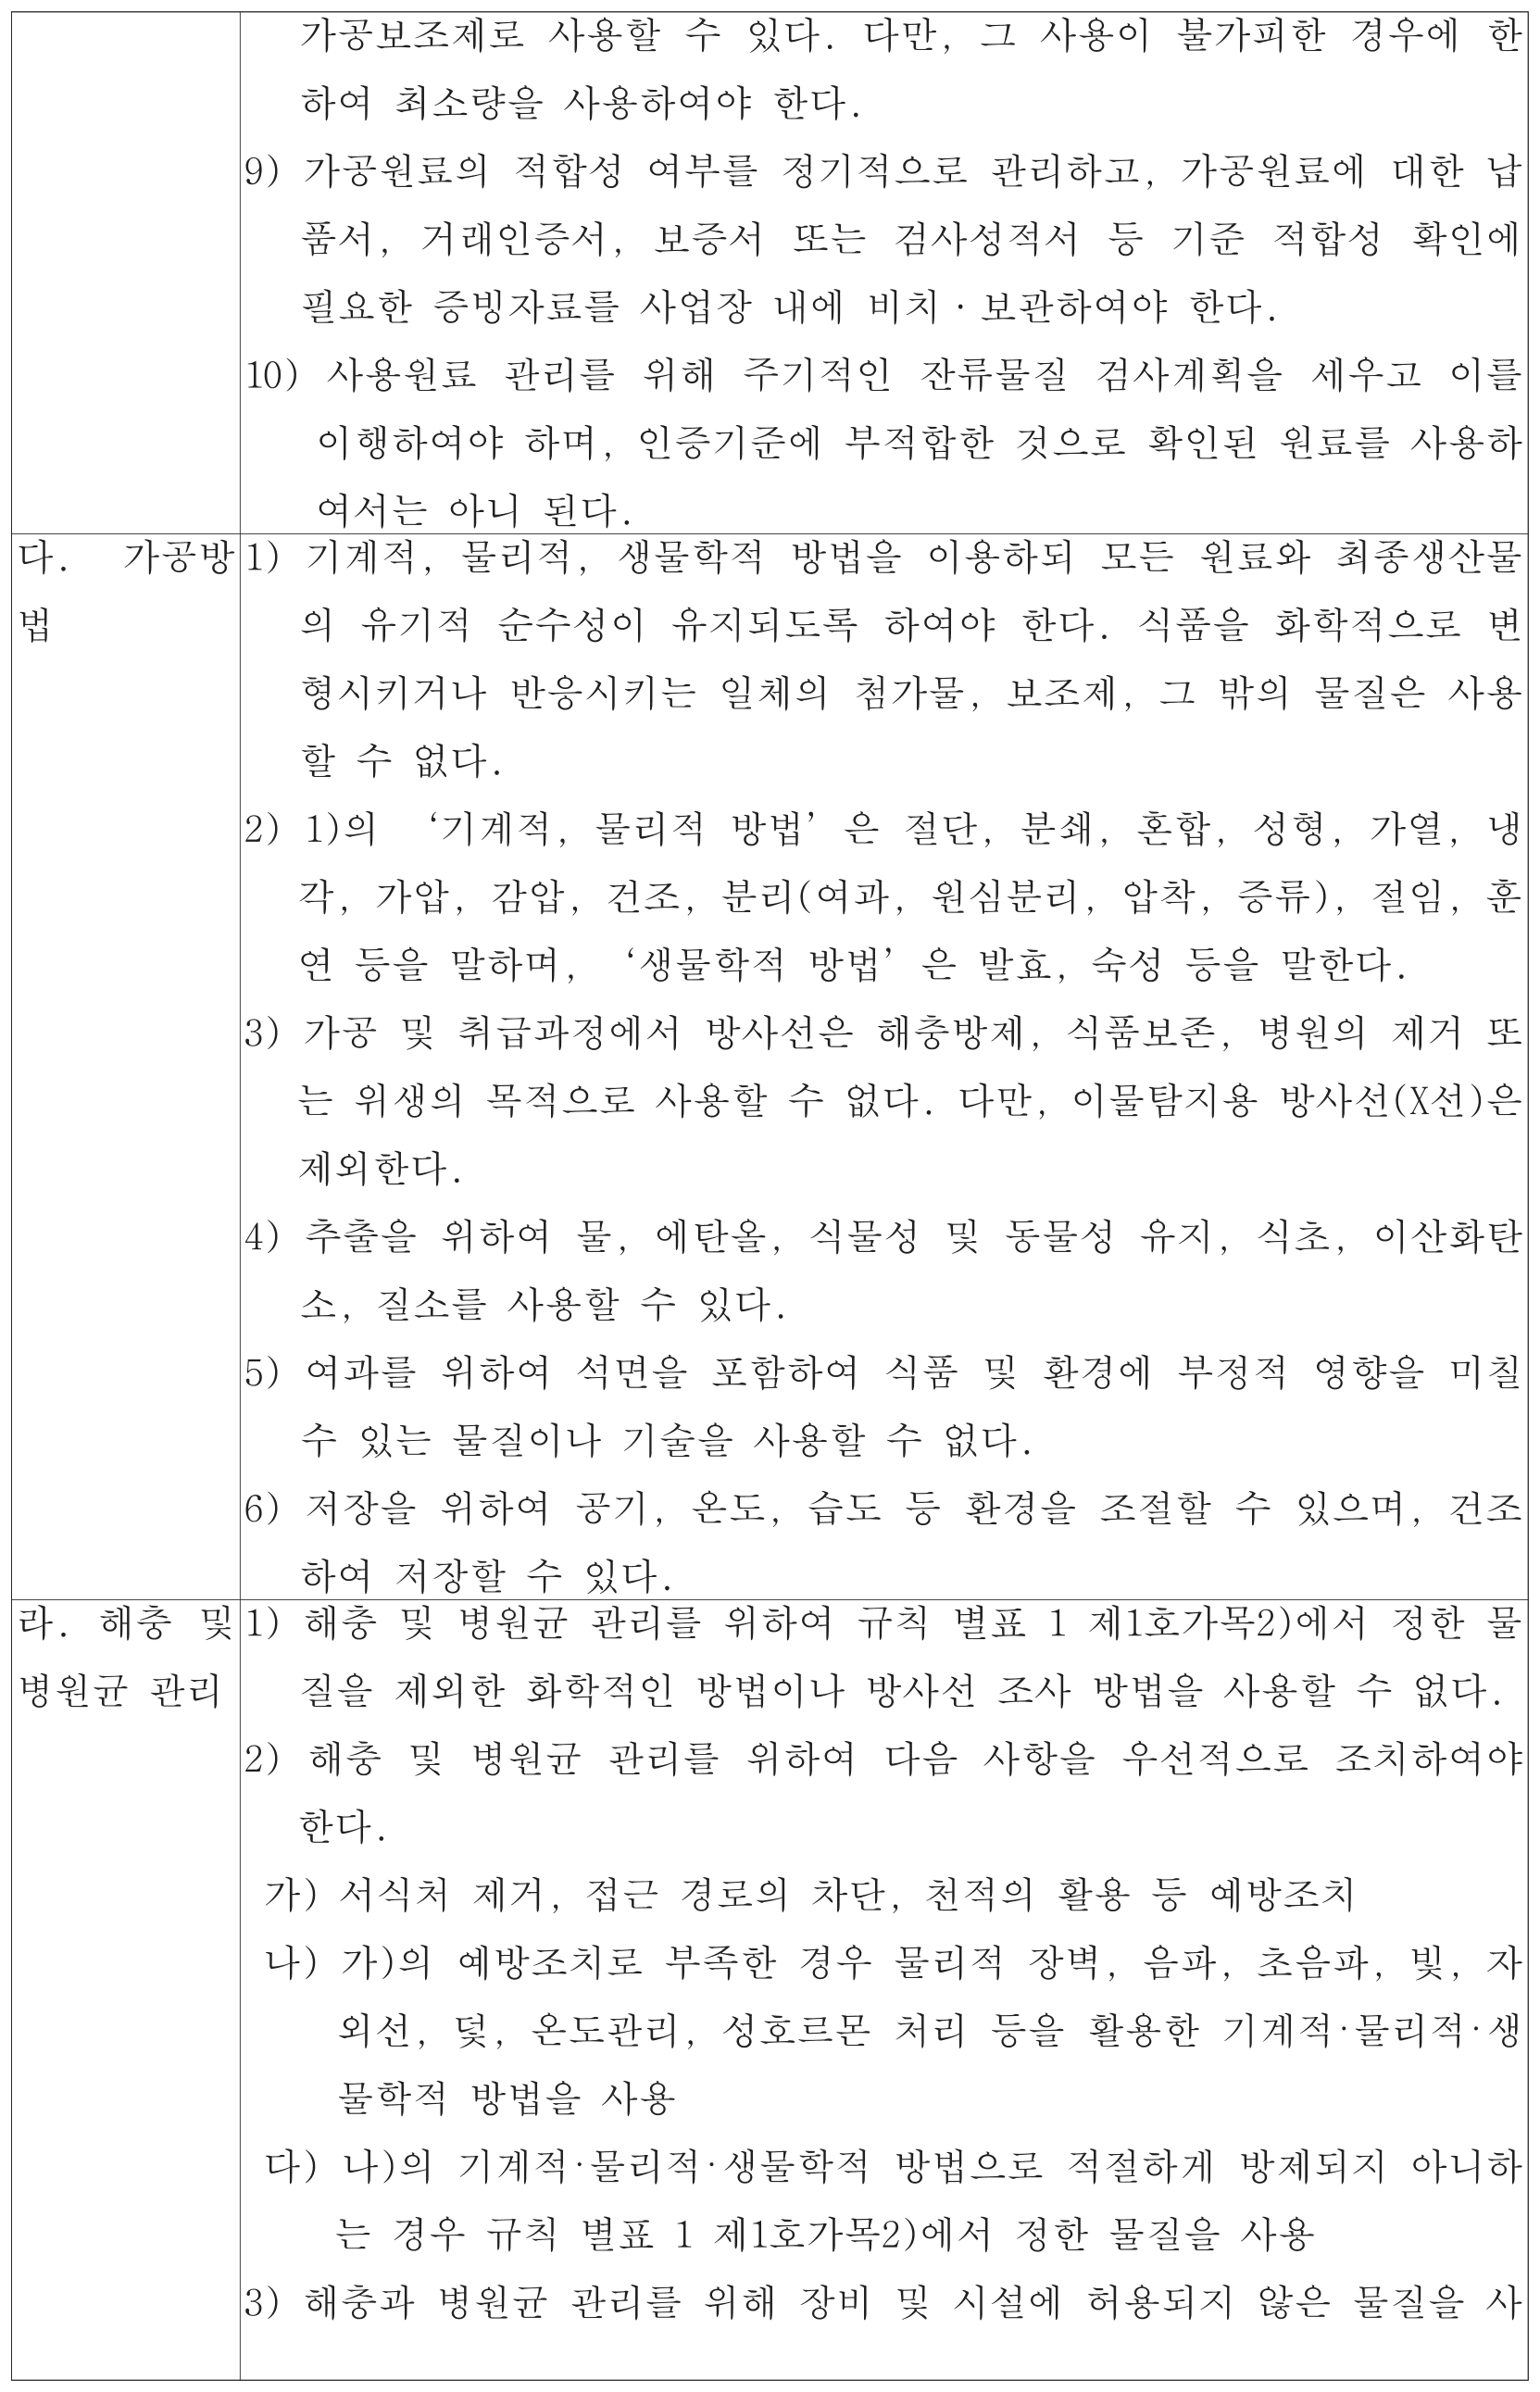 가공보조제로 사용할 수 있다. 다만, 그 사용이 불가피한 경우에 한
하여 최소량을 사용하여야 한다.
9) 가공원료의 적합성 여부를 정기적으로 관리하고, 가공원료에 대한 납
품서, 거래인증서, 보증서 또는 검사성적서 등 기준 적합성 확인에
필요한 증빙자료를 사업장 내에 비치·보관하여야 한다.
10) 사용원료 관리를 위해 주기적인 잔류물질 검사계획을 세우고 이를
이행하여야 하며, 인증기준에 부적합한 것으로 확인된 원료를 사용하
여서는 아니 된다.
다. 가공방
법
1) 기계적, 물리적, 생물학적 방법을 이용하되 모든 원료와 최종생산물
의 유기적 순수성이 유지되도록 하여야 한다. 식품을 화학적으로 변
형시키거나 반응시키는 일체의 첨가물, 보조제, 그 밖의 물질은 사용
할 수 없다.
2) 1)의 ‘기계적, 물리적 방법’은 절단, 분쇄, 혼합, 성형, 가열, 냉
각, 가압, 감압, 건조, 분리(여과, 원심분리, 압착, 증류), 절임, 훈
연 등을 말하며, ‘생물학적 방법’은 발효, 숙성 등을 말한다.
3) 가공 및 취급과정에서 방사선은 해충방제, 식품보존, 병원의 제거 또
는 위생의 목적으로 사용할 수 없다. 다만, 이물탐지용 방사선(X선)은
제외한다.
4) 추출을 위하여 물, 에탄올, 식물성 및 동물성 유지, 식초, 이산화탄
소, 질소를 사용할 수 있다.
5) 여과를 위하여 석면을 포함하여 식품 및 환경에 부정적 영향을 미칠
수 있는 물질이나 기술을 사용할 수 없다.
6) 저장을 위하여 공기, 온도, 습도 등 환경을 조절할 수 있으며, 건조
하여 저장할 수 있다.
라. 해충 및
병원균 관리
1) 해충 및 병원균 관리를 위하여 규칙 별표 1 제1호가목2)에서 정한 물
질을 제외한 화학적인 방법이나 방사선 조사 방법을 사용할 수 없다.
2) 해충 및 병원균 관리를 위하여 다음 사항을 우선적으로 조치하여야
한다.
가) 서식처 제거, 접근 경로의 차단, 천적의 활용 등 예방조치
나) 가)의 예방조치로 부족한 경우 물리적 장벽, 음파, 초음파, 빛, 자
외선, 덫, 온도관리, 성호르몬 처리 등을 활용한 기계적·물리적·생
물학적 방법을 사용
다) 나)의 기계적·물리적·생물학적 방법으로 적절하게 방제되지 아니하
는 경우 규칙 별표 1 제1호가목2)에서 정한 물질을 사용
3) 해충과 병원균 관리를 위해 장비 및 시설에 허용되지 않은 물질을 사